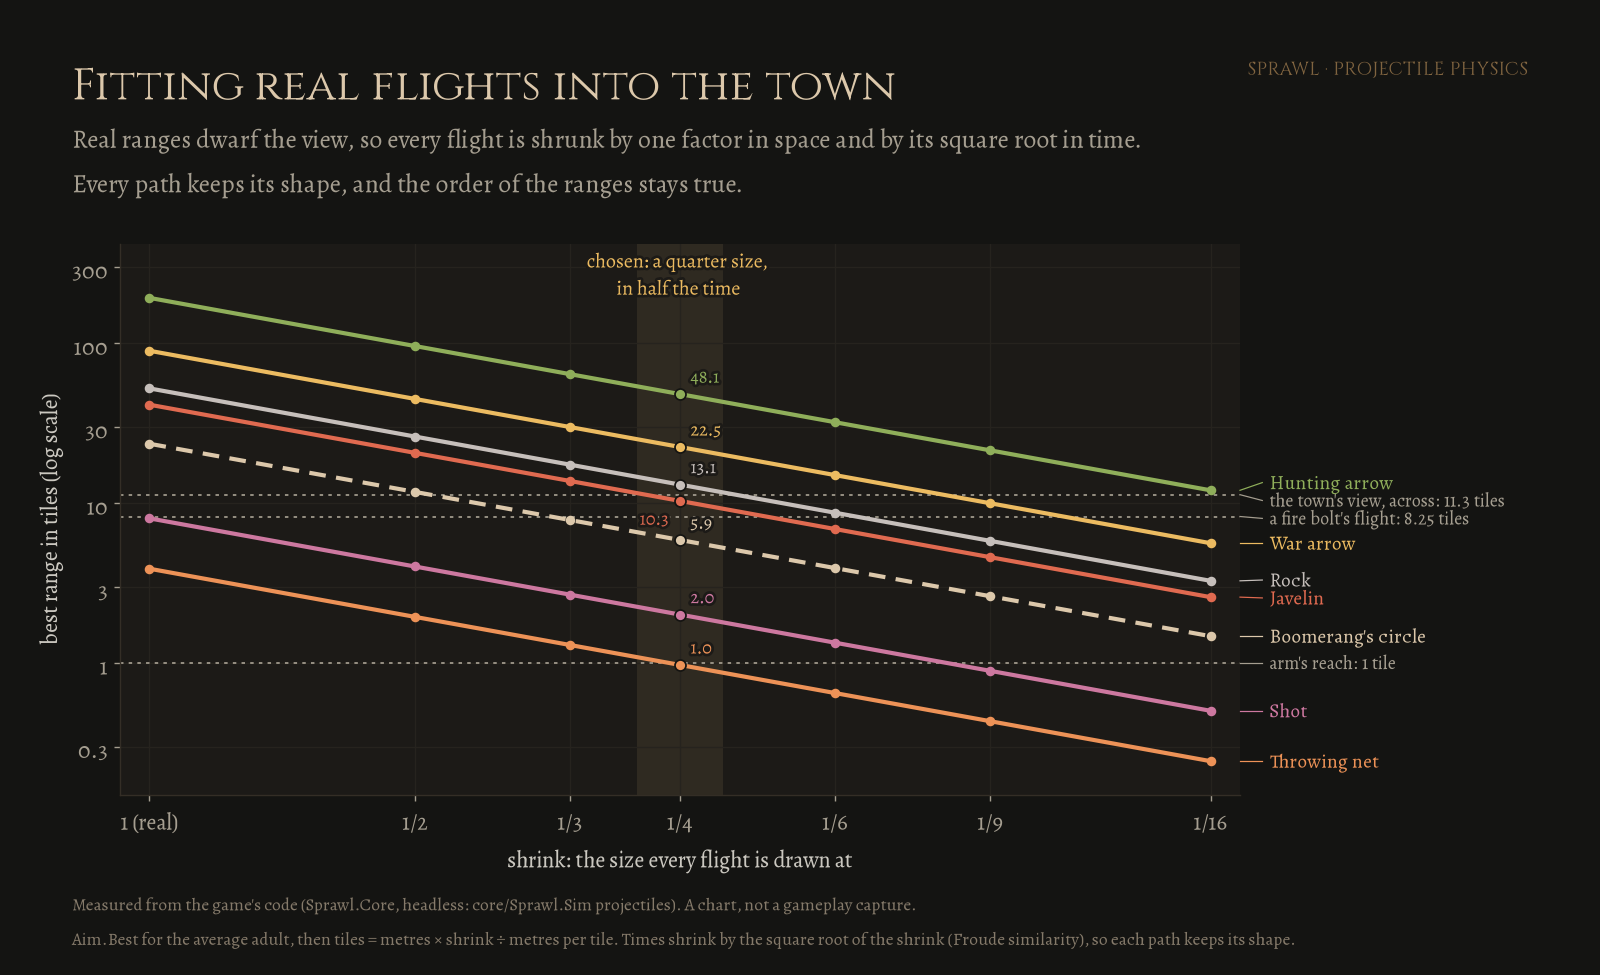 SPRAWL · PROJECTILE PHYSICS
Fitting real flights into the town
Real ranges dwarf the view, so every flight is shrunk by one factor in space and by its square root in time.
Every path keeps its shape, and the order of the ranges stays true.
chosen: a quarter size,
in half the time
300
100
30
10
3
1
0.3
best range in tiles (log scale)
48.1
22.5
13.1
10.3
5.9
2.0
1.0
Hunting arrow
the town's view, across: 11.3 tiles
a fire bolt's flight: 8.25 tiles
War arrow
Rock
Javelin
Boomerang's circle
arm's reach: 1 tile
Shot
Throwing net
1 (real)
1/2
1/3
1/4
1/6
1/9
1/16
shrink: the size every flight is drawn at
Measured from the game's code (Sprawl.Core, headless: core/Sprawl.Sim projectiles). A chart, not a gameplay capture.
Aim.Best for the average adult, then tiles = metres × shrink ÷ metres per tile. Times shrink by the square root of the shrink (Froude similarity), so each path keeps its shape.